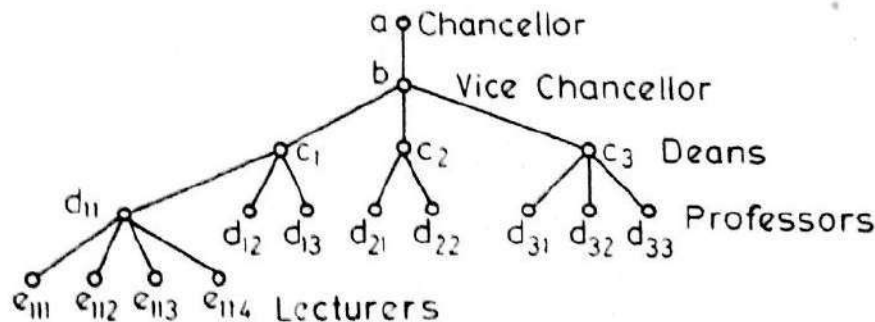 a Chancellor
b Vice Chancellor
c₁ c₂ c₃ Deans
d₁₁ d₁₂ d₁₃ d₂₁ d₂₂ d₃₁ d₃₂ d₃₃ Professors
e₁₁₁ e₁₁₂ e₁₁₃ e₁₁₄ Lecturers